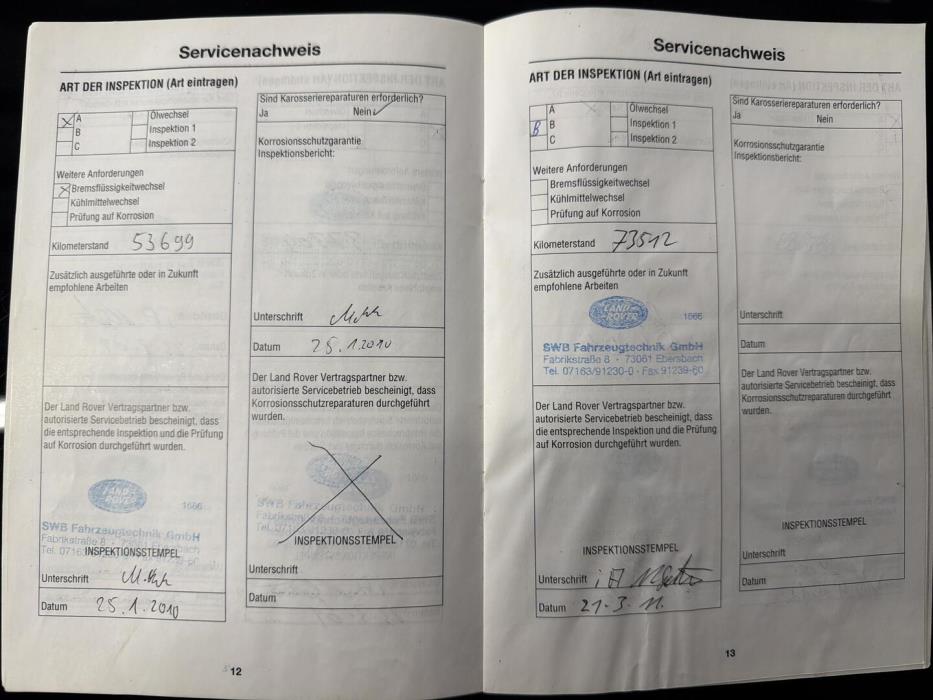 Servicenachweis
ART DER INSPEKTION (Art eintragen)
X A
B
C
Ölwechsel
Inspektion 1
Inspektion 2
Weitere Anforderungen
X Bremsflüssigkeitwechsel
Kühlmittelwechsel
Prüfung auf Korrosion
Kilometerstand 53699
Zusätzlich ausgeführte oder in Zukunft
empfohlene Arbeiten
Der Land Rover Vertragspartner bzw.
autorisierte Servicebetrieb bescheinigt, dass
die entsprechende Inspektion und die Prüfung
auf Korrosion durchgeführt wurden.
LAND
ROVER
1666
SWB Fahrzeugtechnik GmbH
Fabrikstraße 8 · 73061 Ebersbach
INSPEKTIONSSTEMPEL
Unterschrift
Datum 25.1.2010
Sind Karosseriereparaturen erforderlich?
Ja Nein
Korrosionsschutzgarantie
Inspektionsbericht:
Unterschrift
Datum 25.1.2010
Der Land Rover Vertragspartner bzw.
autorisierte Servicebetrieb bescheinigt, dass
Korrosionsschutzreparaturen durchgeführt
wurden.
INSPEKTIONSSTEMPEL
Unterschrift
Datum
12
Servicenachweis
ART DER INSPEKTION (Art eintragen)
A
B B
C
Ölwechsel
Inspektion 1
Inspektion 2
Weitere Anforderungen
Bremsflüssigkeitwechsel
Kühlmittelwechsel
Prüfung auf Korrosion
Kilometerstand 73512
Zusätzlich ausgeführte oder in Zukunft
empfohlene Arbeiten
LAND
ROVER
1666
SWB Fahrzeugtechnik GmbH
Fabrikstraße 8 · 73061 Ebersbach
Tel. 07163/91230-0 · Fax 91239-60
Der Land Rover Vertragspartner bzw.
autorisierte Servicebetrieb bescheinigt, dass
die entsprechende Inspektion und die Prüfung
auf Korrosion durchgeführt wurden.
INSPEKTIONSSTEMPEL
Unterschrift
Datum 21.3.11.
Sind Karosseriereparaturen erforderlich?
Ja Nein
Korrosionsschutzgarantie
Inspektionsbericht:
Unterschrift
Datum
Der Land Rover Vertragspartner bzw.
autorisierte Servicebetrieb bescheinigt, dass
Korrosionsschutzreparaturen durchgeführt
wurden.
INSPEKTIONSSTEMPEL
Unterschrift
Datum
13